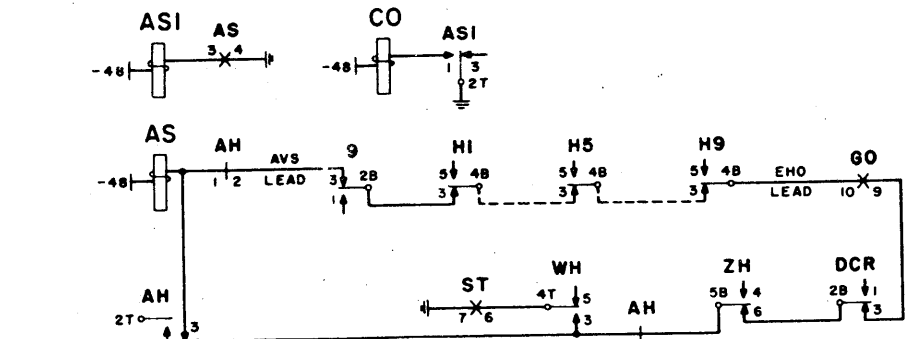 ASI AS CO ASI
3 4
-48 -48 1 3
2T
AS AH 9 H1 H5 H9 GO
AVS 2B 5 4B 5 4B 5 4B EHO
-48 1 2 LEAD 3 3 3 3 LEAD 10 9
1
WH ZH DCR
AH ST 4T 5 5B 4 2B 1
2T 7 6 3 AH 6 3
3